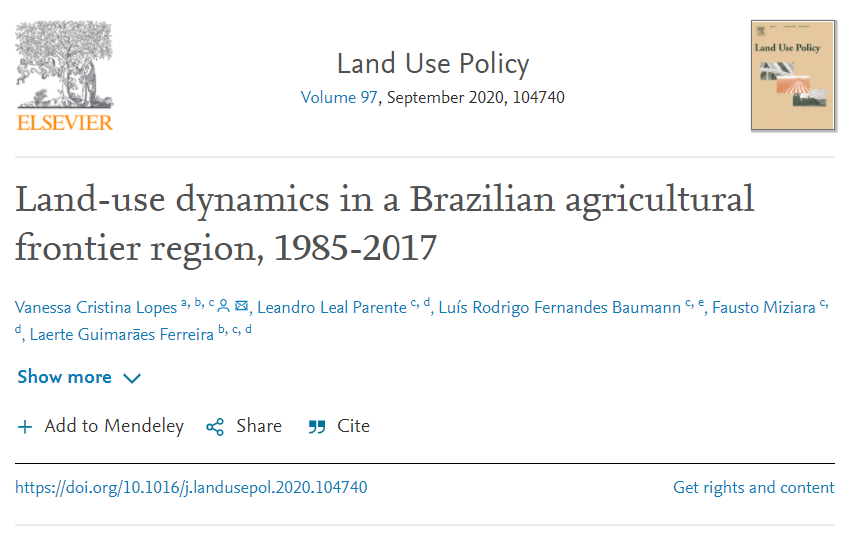 Land Use Policy
Volume 97, September 2020, 104740
ELSEVIER
Land Use Policy
Land-use dynamics in a Brazilian agricultural
frontier region, 1985-2017
Vanessa Cristina Lopes a, b, c, Leandro Leal Parente c, d, Luís Rodrigo Fernandes Baumann c, e, Fausto Miziara c,
d, Laerte Guimarães Ferreira b, c, d
Show more
Add to Mendeley Share Cite
https://doi.org/10.1016/j.landusepol.2020.104740 Get rights and content